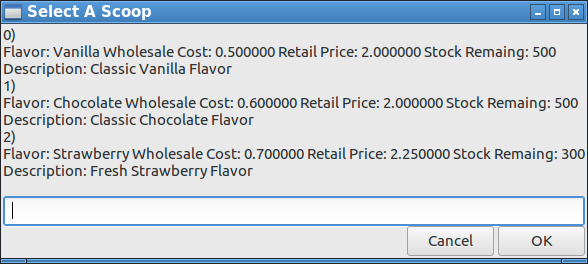 Select A Scoop
0)
Flavor: Vanilla Wholesale Cost: 0.500000 Retail Price: 2.000000 Stock Remaing: 500
Description: Classic Vanilla Flavor
1)
Flavor: Chocolate Wholesale Cost: 0.600000 Retail Price: 2.000000 Stock Remaing: 500
Description: Classic Chocolate Flavor
2)
Flavor: Strawberry Wholesale Cost: 0.700000 Retail Price: 2.250000 Stock Remaing: 300
Description: Fresh Strawberry Flavor
Cancel OK